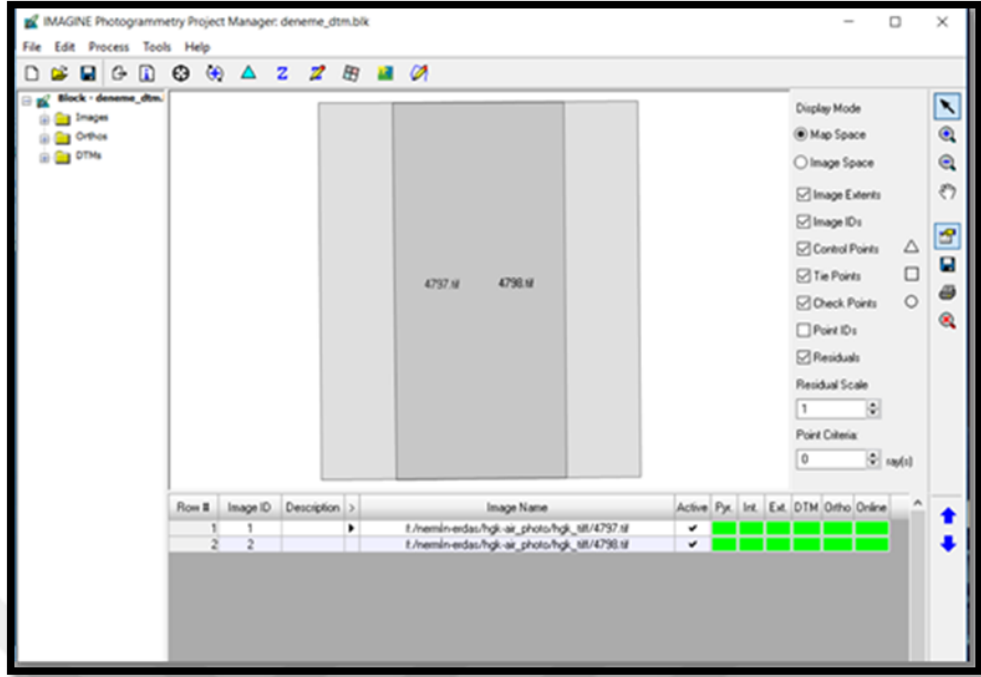 IMAGINE Photogrammetry Project Manager: deneme_dtm.blk
File Edit Process Tools Help
Block - deneme_dtm.
Images
Orthos
DTMs
4797.tif 4798.tif
Display Mode
Map Space
Image Space
Image Extents
Image IDs
Control Points
Tie Points
Check Points
Point IDs
Residuals
Residual Scale
1
Point Criteria:
0 ray(s)
Row # Image ID Description > Image Name Active Pyr. Int. Ext. DTM Ortho Online
1 1 f:/nermin-erdas/hgk-air_photo/hgk_tiff/4797.tif
2 2 f:/nermin-erdas/hgk-air_photo/hgk_tiff/4798.tif